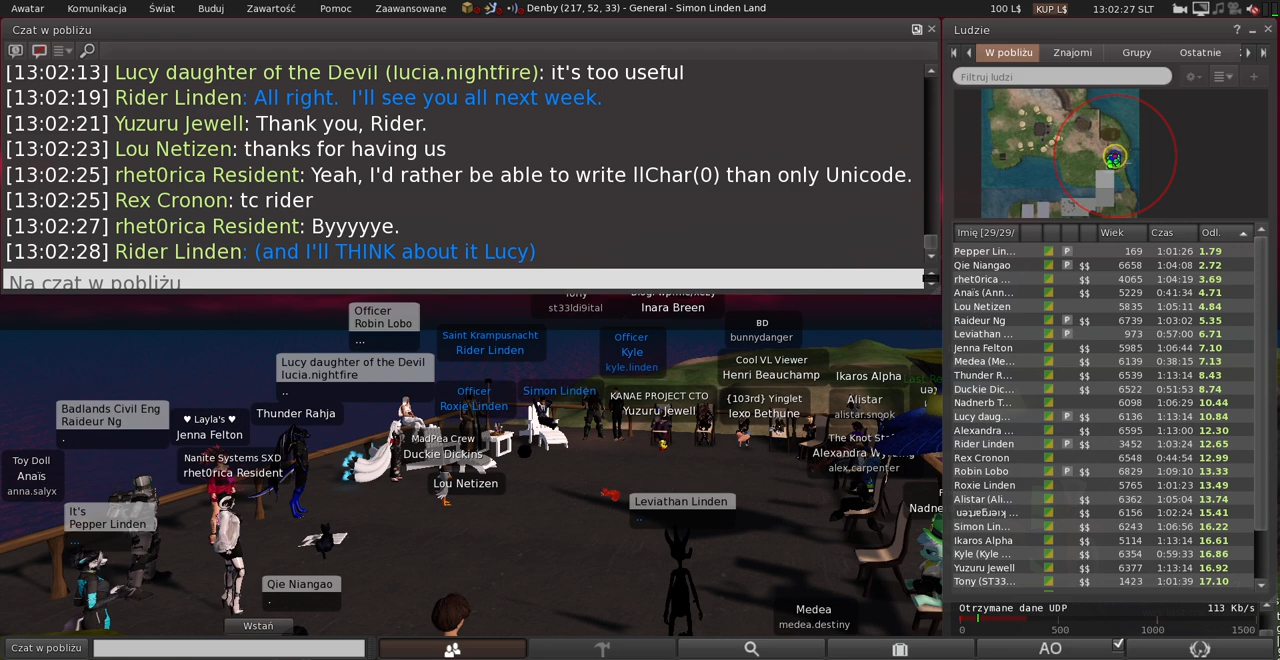 Awatar Komunikacja Świat Buduj Zawartość Pomoc Zaawansowane Denby (217, 52, 33) - General - Simon Linden Land 100 L$ KUP L$ 13:02:27 SLT
Czat w pobliżu
[13:02:13] Lucy daughter of the Devil (lucia.nightfire): it's too useful
[13:02:19] Rider Linden: All right. I'll see you all next week.
[13:02:21] Yuzuru Jewell: Thank you, Rider.
[13:02:23] Lou Netizen: thanks for having us
[13:02:25] rhet0rica Resident: Yeah, I'd rather be able to write llChar(0) than only Unicode.
[13:02:25] Rex Cronon: tc rider
[13:02:27] rhet0rica Resident: Byyyyye.
[13:02:28] Rider Linden: (and I'll THINK about it Lucy)
Na czat w pobliżu
st33ldi9ital
Inara Breen
Officer
Robin Lobo
...
Saint Krampusnacht
Rider Linden
Officer
Kyle
kyle.linden
BD
bunnydanger
Lucy daughter of the Devil
lucia.nightfire
..
Cool VL Viewer
Henri Beauchamp
Ikaros Alpha
Officer
Roxie Linden
Simon Linden
KANAE PROJECT CTO
Yuzuru Jewell
{103rd} Yinglet
Iexo Bethune
Alistar
alistar.snook
Badlands Civil Eng
Raideur Ng
.
♥ Layla's ♥
Jenna Felton
Thunder Rahja
MadPea Crew
Duckie Dickins
The Knot
Alexandra
alex.carpenter
Toy Doll
Anaïs
anna.salyx
Nanite Systems SXD
rhet0rica Resident
Lou Netizen
Leviathan Linden
..
It's
Pepper Linden
...
Qie Niangao
.
Medea
medea.destiny
Wstań
Czat w pobliżu
AO
Ludzie
W pobliżu Znajomi Grupy Ostatnie
Filtruj ludzi
Imię [29/29/ Wiek Czas Odl.
Pepper Lin... P 169 1:01:26 1.79
Qie Niangao P $$ 6658 1:04:08 2.72
rhet0rica ... $$ 4065 1:04:19 3.69
Anaïs (Ann... $$ 5229 0:41:34 4.71
Lou Netizen 5835 1:05:11 4.84
Raideur Ng P $$ 6739 1:03:02 5.35
Leviathan ... P 973 0:57:00 6.71
Jenna Felton $$ 5985 1:06:44 7.10
Medea (Me... $$ 6139 0:38:15 7.13
Thunder R... $$ 6539 1:13:14 8.43
Duckie Dic... $$ 6522 0:51:53 8.74
Nadnerb T... 6098 1:06:29 10.44
Lucy daug... P $$ 6136 1:13:14 10.84
Alexandra ... $$ 6595 1:13:00 12.30
Rider Linden P $$ 3452 1:03:24 12.65
Rex Cronon 6548 0:44:54 12.99
Robin Lobo P $$ 6829 1:09:10 13.33
Roxie Linden 5765 1:01:23 13.49
Alistar (Ali... $$ 6362 1:05:04 13.74
$$ 6156 1:02:24 15.41
Simon Lin... $$ 6243 1:06:56 16.22
Ikaros Alpha $$ 5114 1:13:14 16.61
Kyle (Kyle ... $$ 6354 0:59:33 16.86
Yuzuru Jewell $$ 6377 1:13:14 16.92
Tony (ST33... $$ 1423 1:01:39 17.10
Otrzymane dane UDP 113 Kb/s
0 500 1000 1500